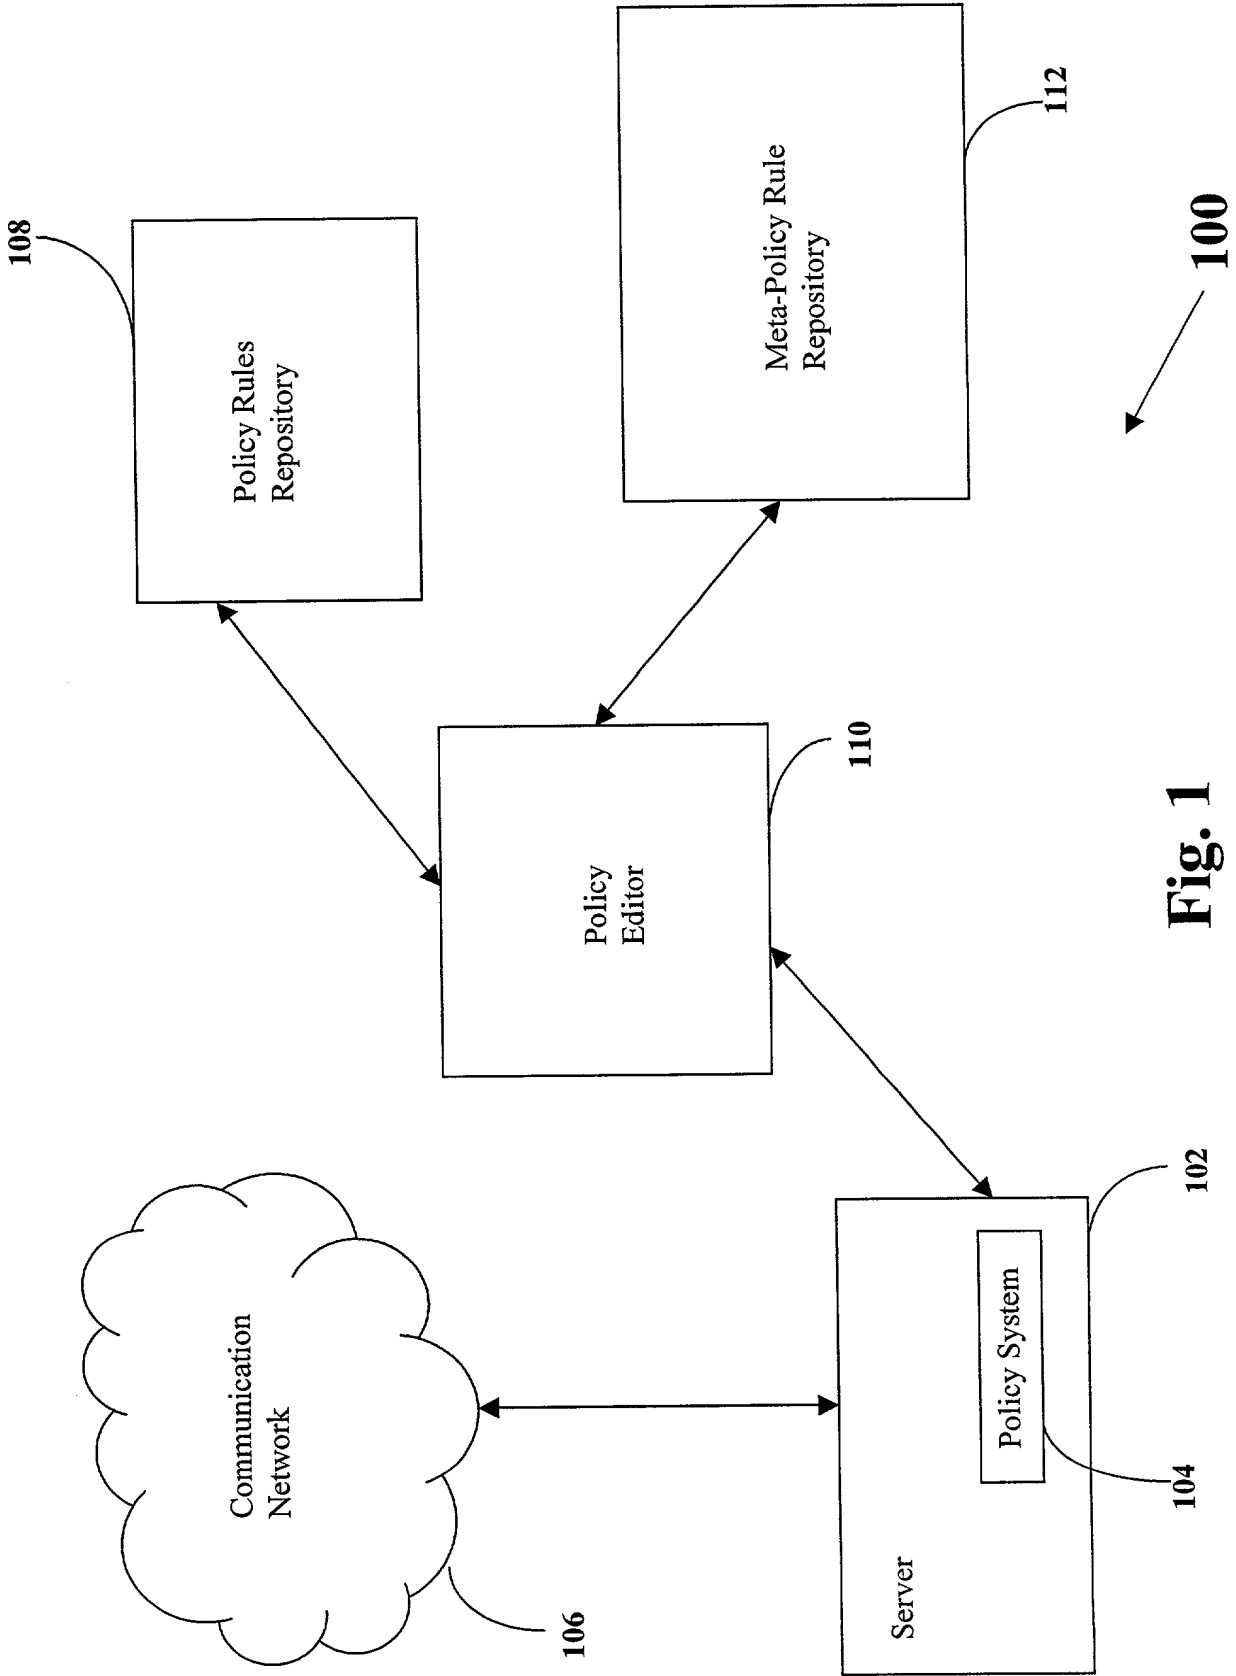 108
Policy Rules
Repository
Meta-Policy Rule
Repository
112
100
Policy
Editor
110
Communication
Network
106
Server
Policy System
104
102
Fig. 1